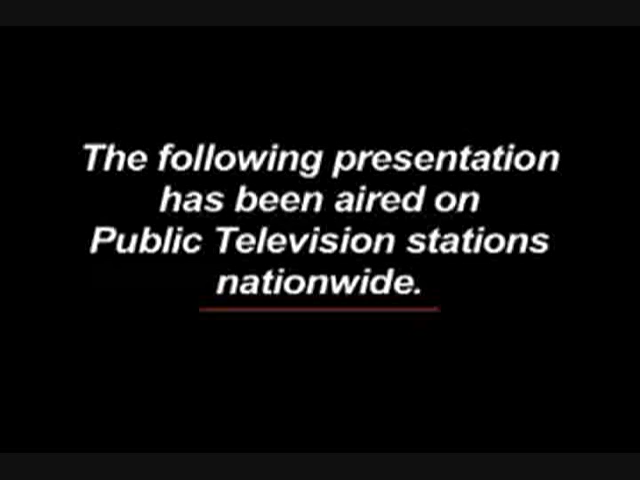 The following presentation
has been aired on
Public Television stations
nationwide.